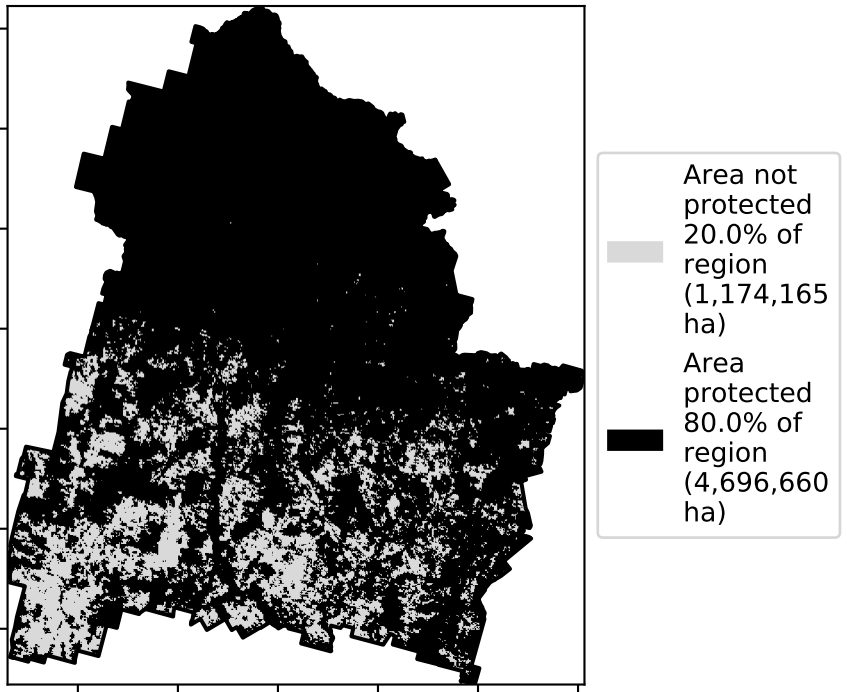 Area not
protected
20.0% of
region
(1,174,165
ha)
Area
protected
80.0% of
region
(4,696,660
ha)